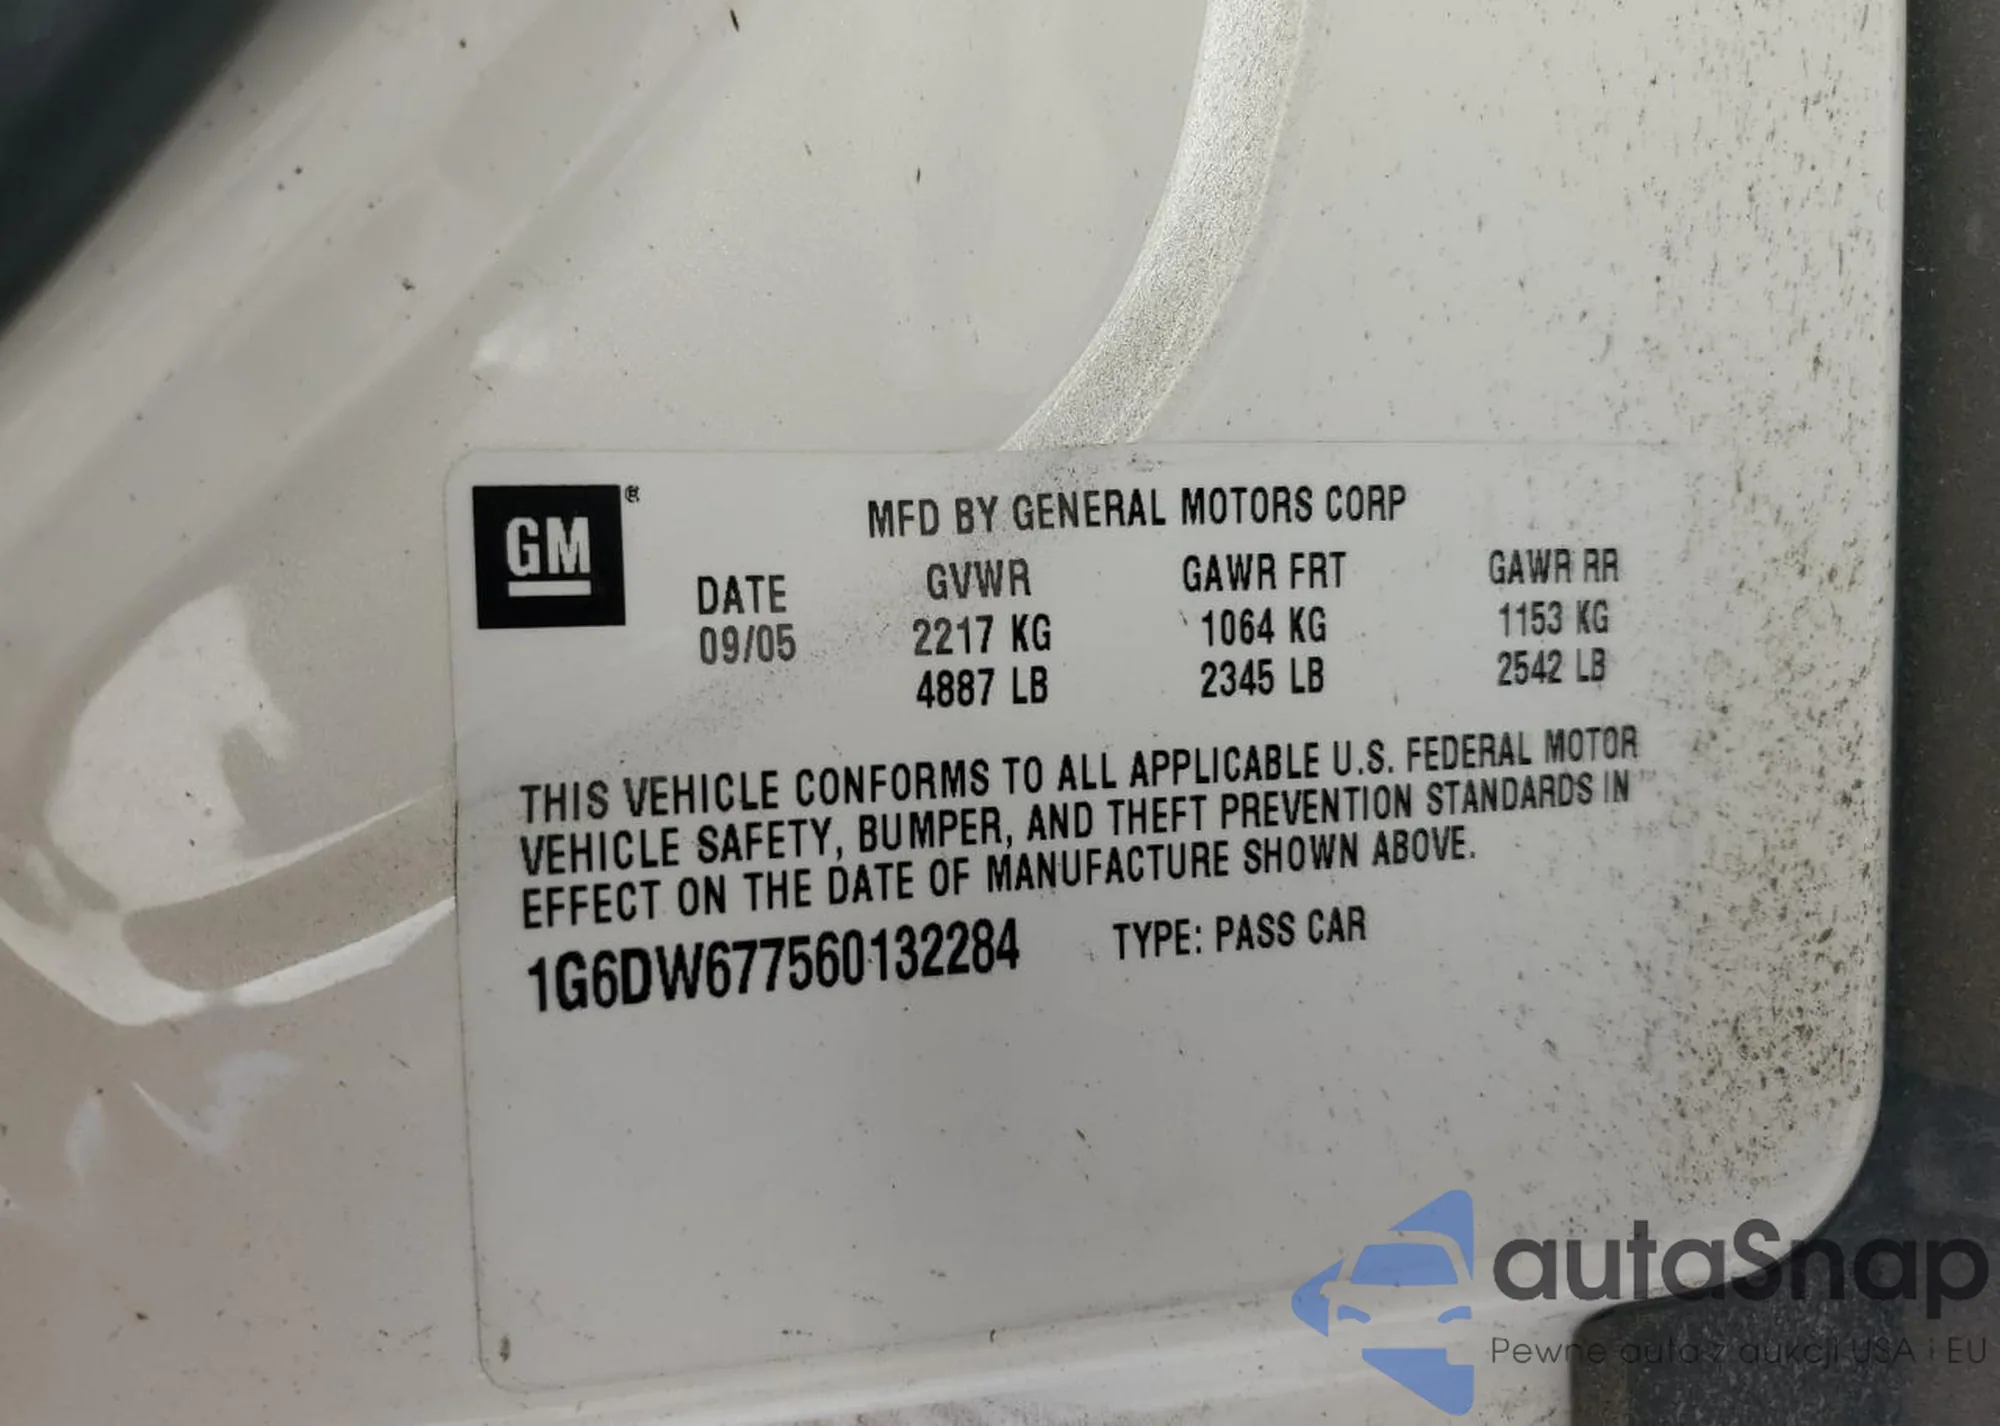 GM®
MFD BY GENERAL MOTORS CORP
DATE GVWR GAWR FRT GAWR RR
09/05 2217 KG 1064 KG 1153 KG
4887 LB 2345 LB 2542 LB
THIS VEHICLE CONFORMS TO ALL APPLICABLE U.S. FEDERAL MOTOR
VEHICLE SAFETY, BUMPER, AND THEFT PREVENTION STANDARDS IN
EFFECT ON THE DATE OF MANUFACTURE SHOWN ABOVE.
1G6DW677560132284 TYPE: PASS CAR
autaSnap
Pewne auta z aukcji USA i EU